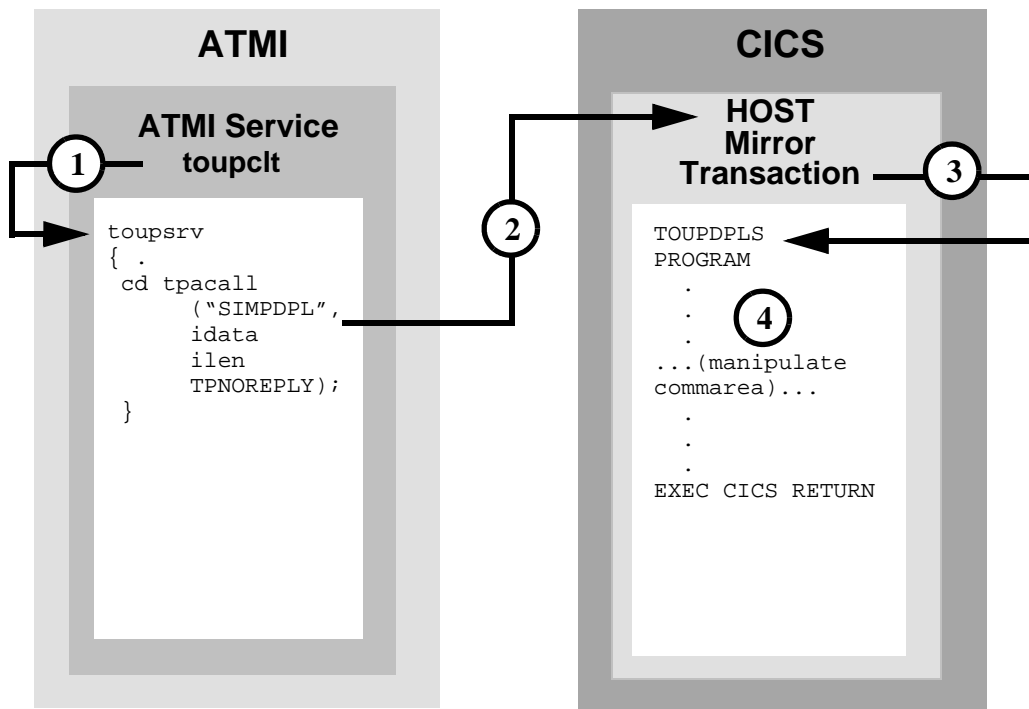 ATMI
ATMI Service
toupclt
1
toupsrv
{ .
cd tpacall
(“SIMPDPL”,
idata
ilen
TPNOREPLY);
}
2
CICS
HOST
Mirror
Transaction
3
TOUPDPLS
PROGRAM
.
.
.
4
...(manipulate
commarea)...
.
.
.
EXEC CICS RETURN